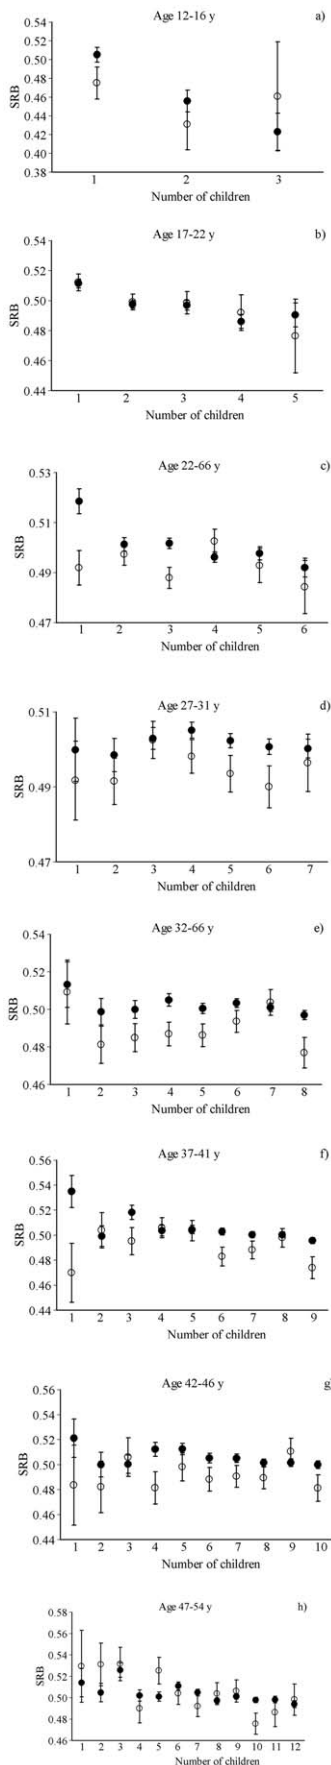 Age 12-16 y
a)
0.54
0.52
0.50
0.48
0.46
0.44
0.42
0.40
0.38
SRB
1 2 3
Number of children
Age 17-22 y
b)
0.54
0.52
0.50
0.48
0.46
0.44
SRB
1 2 3 4 5
Number of children
Age 22-66 y
c)
0.53
0.51
0.49
0.47
SRB
1 2 3 4 5 6
Number of children
Age 27-31 y
d)
0.51
0.49
0.47
SRB
1 2 3 4 5 6 7
Number of children
Age 32-66 y
e)
0.54
0.52
0.50
0.48
0.46
SRB
1 2 3 4 5 6 7 8
Number of children
Age 37-41 y
f)
0.56
0.54
0.52
0.50
0.48
0.46
0.44
SRB
1 2 3 4 5 6 7 8 9
Number of children
Age 42-46 y
g
0.56
0.54
0.52
0.50
0.48
0.46
0.44
SRB
1 2 3 4 5 6 7 8 9 10
Number of children
Age 47-54 y
h)
0.58
0.56
0.54
0.52
0.50
0.48
0.46
SRB
1 2 3 4 5 6 7 8 9 10 11 12
Number of children